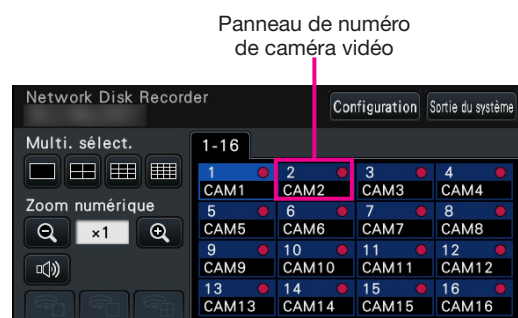 Panneau de numéro
de caméra vidéo
Network Disk Recorder
Configuration
Sortie du système
Multi. sélect.
1-16
1 2 3 4
CAM1 CAM2 CAM3 CAM4
Zoom numérique
5 6 7 8
CAM5 CAM6 CAM7 CAM8
×1
9 10 11 12
CAM9 CAM10 CAM11 CAM12
13 14 15 16
CAM13 CAM14 CAM15 CAM16